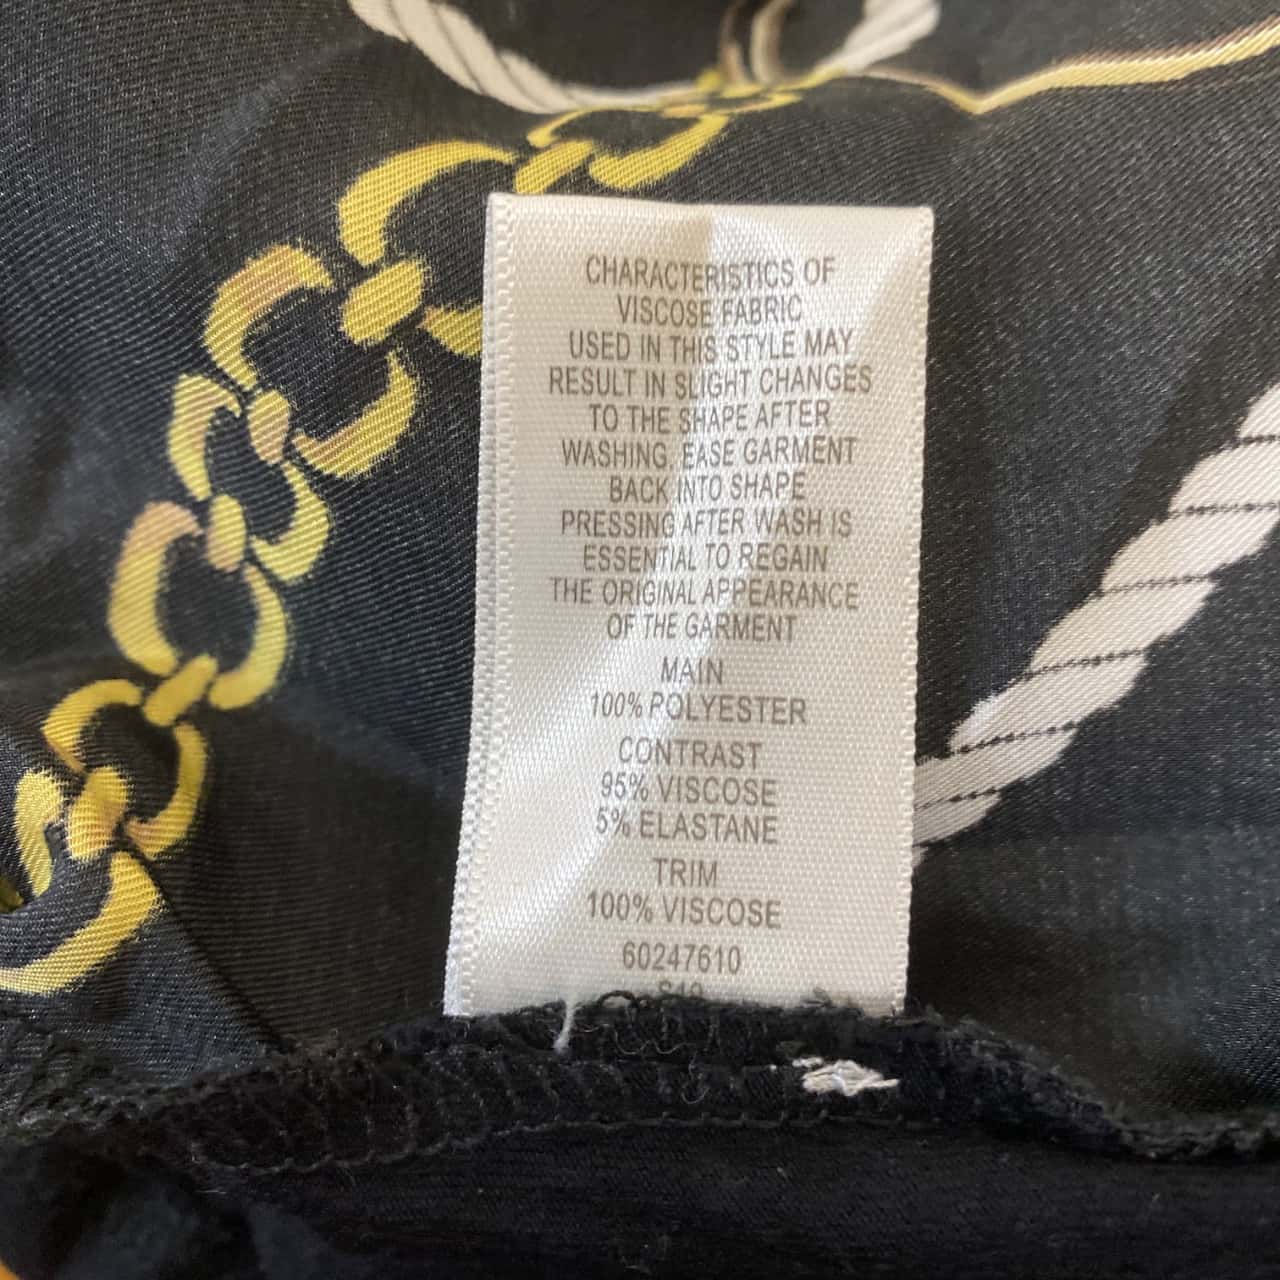 CHARACTERISTICS OF
VISCOSE FABRIC
USED IN THIS STYLE MAY
RESULT IN SLIGHT CHANGES
TO THE SHAPE AFTER
WASHING, EASE GARMENT
BACK INTO SHAPE
PRESSING AFTER WASH IS
ESSENTIAL TO REGAIN
THE ORIGINAL APPEARANCE
OF THE GARMENT
MAIN
100% POLYESTER
CONTRAST
95% VISCOSE
5% ELASTANE
TRIM
100% VISCOSE
60247610